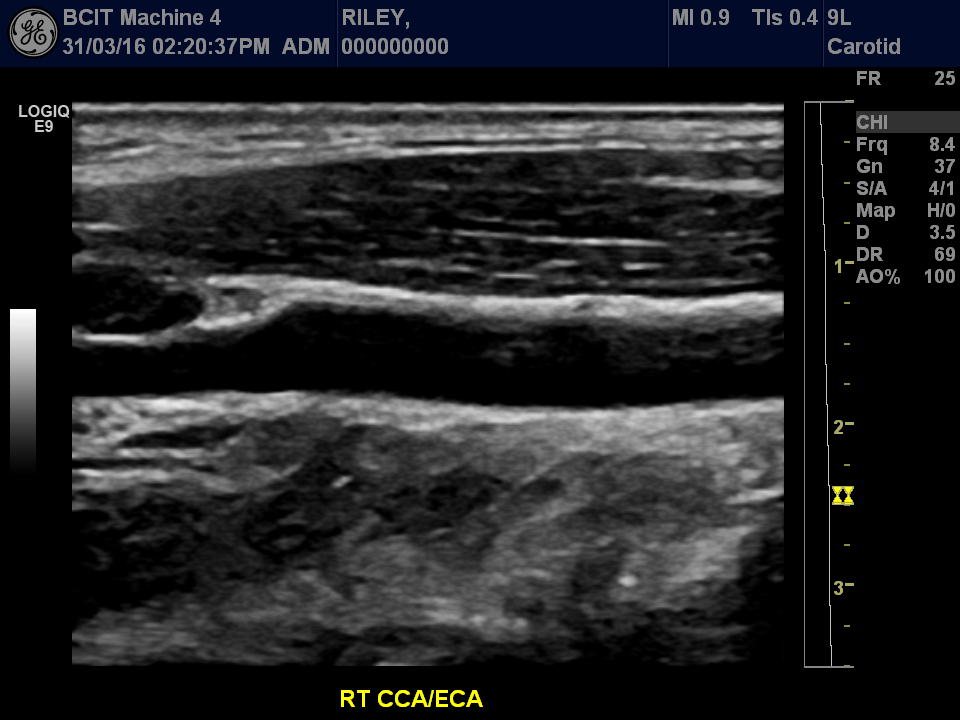 BCIT Machine 4
31/03/16 02:20:37PM ADM
RILEY,
000000000
MI 0.9 TIs 0.4
9L
Carotid
LOGIQ
E9
FR 25
CHI
Frq 8.4
Gn 37
S/A 4/1
Map H/0
D 3.5
DR 69
AO% 100
1
2
3
RT CCA/ECA